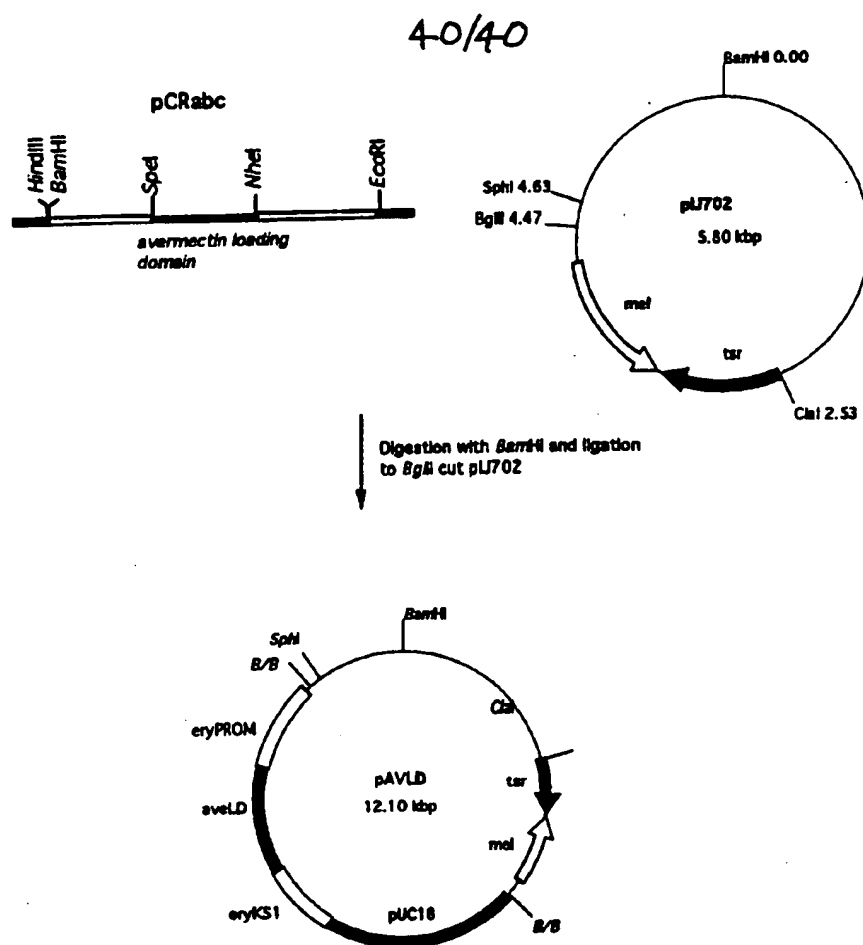 40/40
pCRabc
HindIII
BamHI
SpeI
NheI
EcoRI
avermectin loading
domain
BamHI 0.00
SphI 4.63
BglII 4.47
pIJ702
5.80 kbp
mel
tsr
ClaI 2.53
Digestion with BamHI and ligation
to BglII cut pIJ702
BamHI
SphI
B/B
eryPROM
ClaI
pAVLD
12.10 kbp
tsr
aveLD
mel
eryKS1
pUC18
B/B